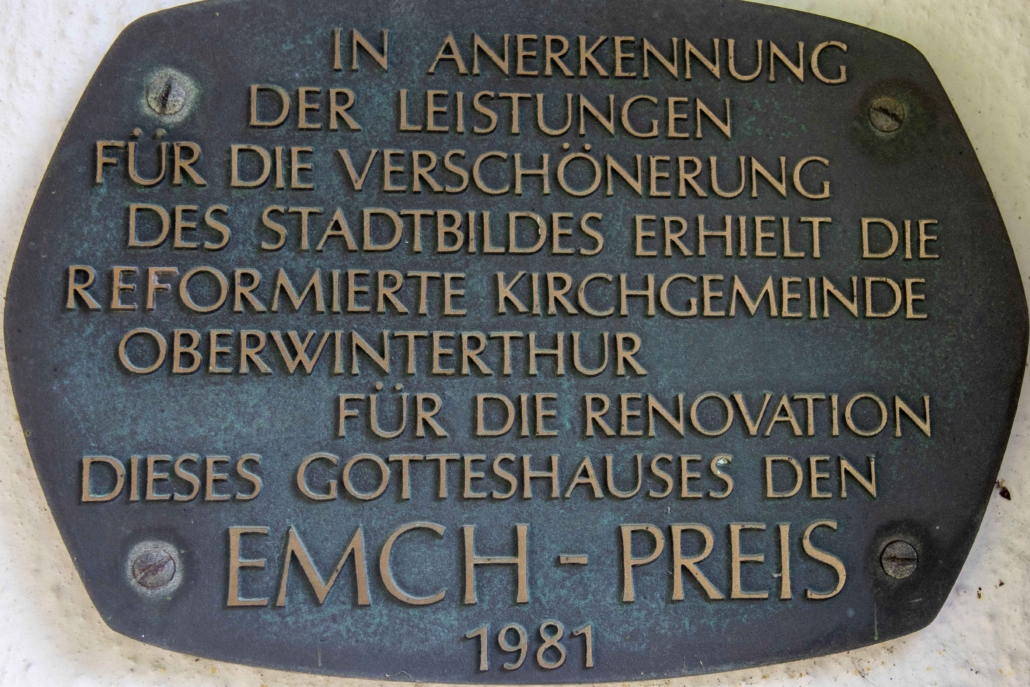 IN ANERKENNUNG
DER LEISTUNGEN
FÜR DIE VERSCHÖNERUNG
DES STADTBILDES ERHIELT DIE
REFORMIERTE KIRCHGEMEINDE
OBERWINTERTHUR
FÜR DIE RENOVATION
DIESES GOTTESHAUSES DEN
EMCH - PREIS
1981